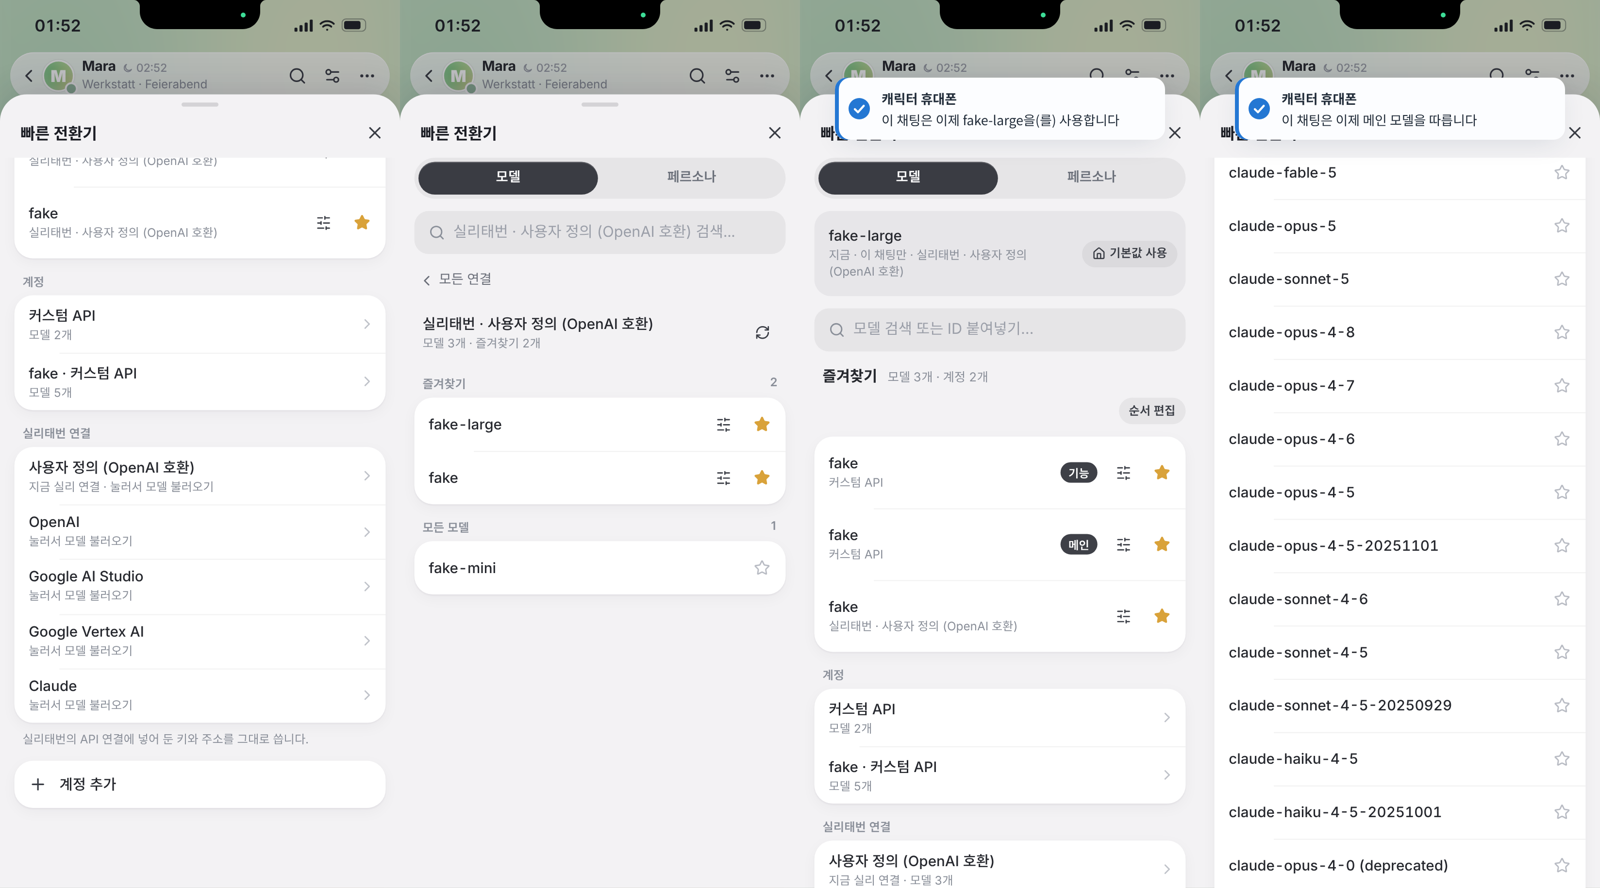 01:52
M
Mara 02:52
Werkstatt · Feierabend
빠른 전환기
실리태번 · 사용자 정의 (OpenAI 호환)
fake
실리태번 · 사용자 정의 (OpenAI 호환)
계정
커스텀 API
모델 2개
fake · 커스텀 API
모델 5개
실리태번 연결
사용자 정의 (OpenAI 호환)
지금 실리 연결 · 눌러서 모델 불러오기
OpenAI
눌러서 모델 불러오기
Google AI Studio
눌러서 모델 불러오기
Google Vertex AI
눌러서 모델 불러오기
Claude
눌러서 모델 불러오기
실리태번의 API 연결에 넣어 둔 키와 주소를 그대로 씁니다.
계정 추가
01:52
M
Mara 02:52
Werkstatt · Feierabend
빠른 전환기
모델
페르소나
실리태번 · 사용자 정의 (OpenAI 호환) 검색...
모든 연결
실리태번 · 사용자 정의 (OpenAI 호환)
모델 3개 · 즐겨찾기 2개
즐겨찾기 2
fake-large
fake
모든 모델 1
fake-mini
01:52
Mara 02:52
캐릭터 휴대폰
이 채팅은 이제 fake-large을(를) 사용합니다
모델
페르소나
fake-large
지금 · 이 채팅만 · 실리태번 · 사용자 정의
(OpenAI 호환)
기본값 사용
모델 검색 또는 ID 붙여넣기...
즐겨찾기 모델 3개 · 계정 2개
순서 편집
fake
커스텀 API
기능
fake
커스텀 API
메인
fake
실리태번 · 사용자 정의 (OpenAI 호환)
계정
커스텀 API
모델 2개
fake · 커스텀 API
모델 5개
실리태번 연결
사용자 정의 (OpenAI 호환)
지금 실리 연결 · 모델 3개
01:52
Mara 02:52
캐릭터 휴대폰
이 채팅은 이제 메인 모델을 따릅니다
claude-fable-5
claude-opus-5
claude-sonnet-5
claude-opus-4-8
claude-opus-4-7
claude-opus-4-6
claude-opus-4-5
claude-opus-4-5-20251101
claude-sonnet-4-6
claude-sonnet-4-5
claude-sonnet-4-5-20250929
claude-haiku-4-5
claude-haiku-4-5-20251001
claude-opus-4-0 (deprecated)